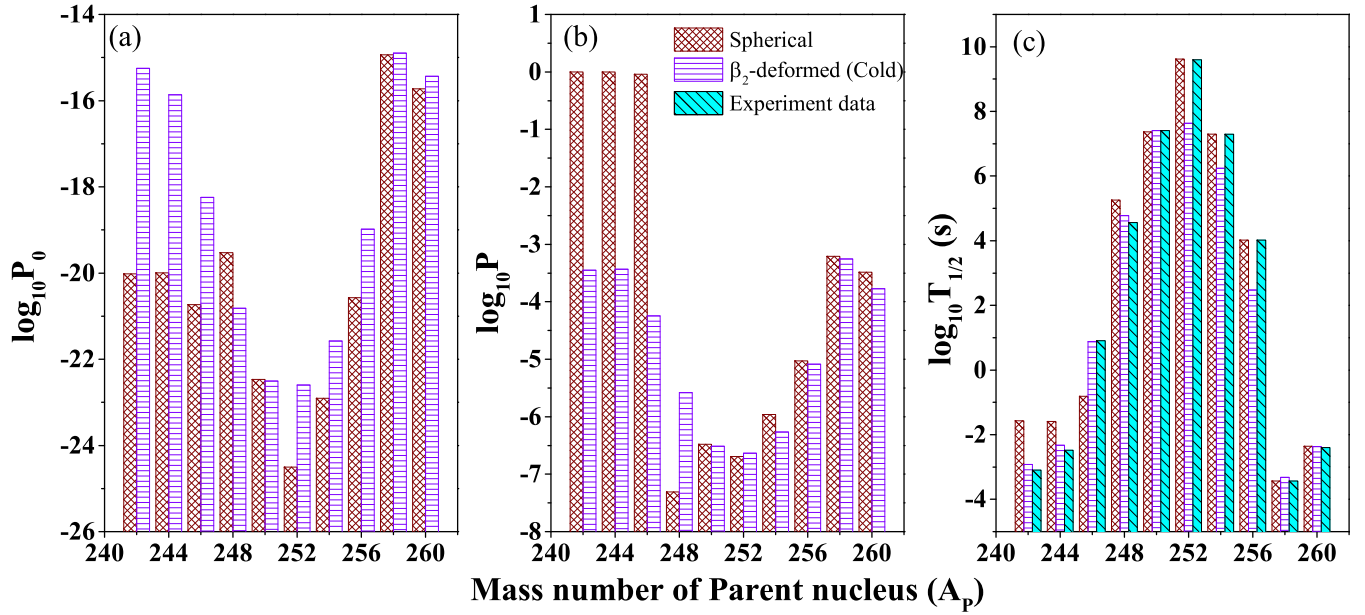 (a)
log₁₀P₀
-14
-16
-18
-20
-22
-24
-26
240 244 248 252 256 260
(b)
Spherical
β₂-deformed (Cold)
Experiment data
log₁₀P
1
0
-1
-2
-3
-4
-5
-6
-7
-8
240 244 248 252 256 260
(c)
log₁₀T₁/₂ (s)
10
8
6
4
2
0
-2
-4
240 244 248 252 256 260
Mass number of Parent nucleus (Aₚ)